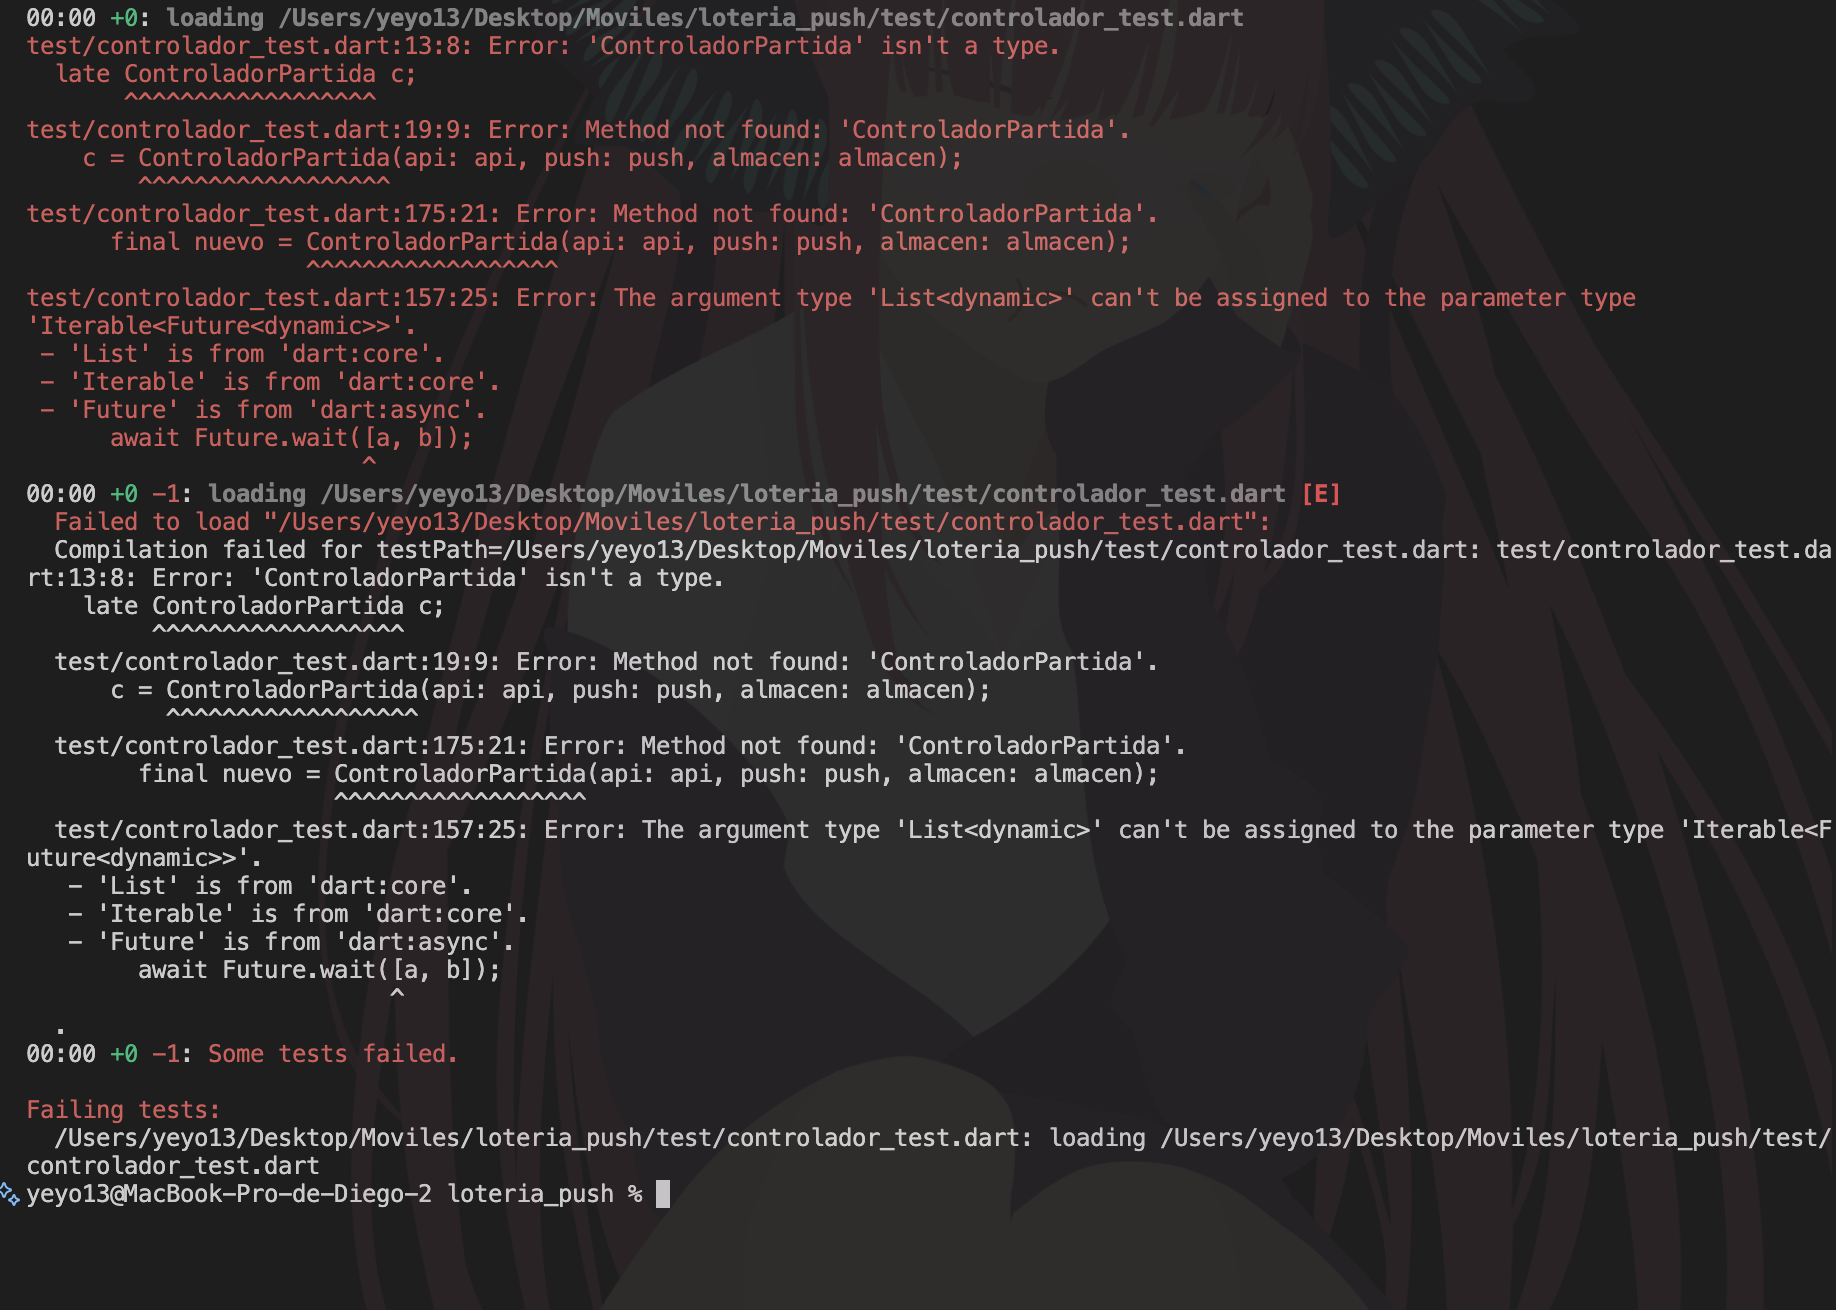 00:00 +0: loading /Users/yeyo13/Desktop/Moviles/loteria_push/test/controlador_test.dart
test/controlador_test.dart:13:8: Error: 'ControladorPartida' isn't a type.
  late ControladorPartida c;
       ^^^^^^^^^^^^^^^^^^
test/controlador_test.dart:19:9: Error: Method not found: 'ControladorPartida'.
    c = ControladorPartida(api: api, push: push, almacen: almacen);
        ^^^^^^^^^^^^^^^^^^
test/controlador_test.dart:175:21: Error: Method not found: 'ControladorPartida'.
      final nuevo = ControladorPartida(api: api, push: push, almacen: almacen);
                    ^^^^^^^^^^^^^^^^^^
test/controlador_test.dart:157:25: Error: The argument type 'List<dynamic>' can't be assigned to the parameter type
'Iterable<Future<dynamic>>'.
 - 'List' is from 'dart:core'.
 - 'Iterable' is from 'dart:core'.
 - 'Future' is from 'dart:async'.
      await Future.wait([a, b]);
                        ^
00:00 +0 -1: loading /Users/yeyo13/Desktop/Moviles/loteria_push/test/controlador_test.dart [E]
  Failed to load "/Users/yeyo13/Desktop/Moviles/loteria_push/test/controlador_test.dart":
  Compilation failed for testPath=/Users/yeyo13/Desktop/Moviles/loteria_push/test/controlador_test.dart: test/controlador_test.da
rt:13:8: Error: 'ControladorPartida' isn't a type.
    late ControladorPartida c;
         ^^^^^^^^^^^^^^^^^^
  test/controlador_test.dart:19:9: Error: Method not found: 'ControladorPartida'.
      c = ControladorPartida(api: api, push: push, almacen: almacen);
          ^^^^^^^^^^^^^^^^^^
  test/controlador_test.dart:175:21: Error: Method not found: 'ControladorPartida'.
        final nuevo = ControladorPartida(api: api, push: push, almacen: almacen);
                      ^^^^^^^^^^^^^^^^^^
  test/controlador_test.dart:157:25: Error: The argument type 'List<dynamic>' can't be assigned to the parameter type 'Iterable<F
uture<dynamic>>'.
   - 'List' is from 'dart:core'.
   - 'Iterable' is from 'dart:core'.
   - 'Future' is from 'dart:async'.
        await Future.wait([a, b]);
                          ^
  .
00:00 +0 -1: Some tests failed.
Failing tests:
  /Users/yeyo13/Desktop/Moviles/loteria_push/test/controlador_test.dart: loading /Users/yeyo13/Desktop/Moviles/loteria_push/test/
controlador_test.dart
yeyo13@MacBook-Pro-de-Diego-2 loteria_push %